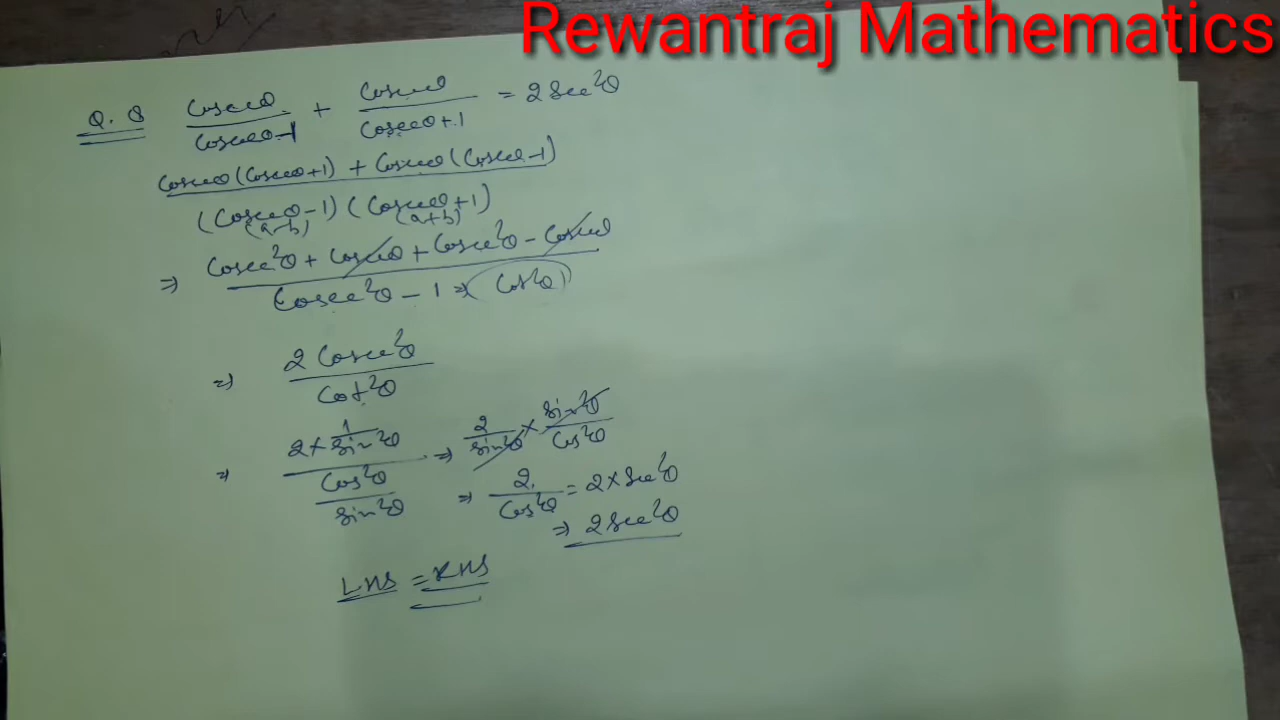 Rewantraj Mathematics
Q. 8 Cosecθ/Cosecθ-1 + Cosecθ/Cosecθ+1 = 2Sec²θ
Cosecθ(Cosecθ+1) + Cosecθ(Cosecθ-1)
(Cosecθ-1) (Cosecθ+1)
(a-b) (a+b)
⇒ Cosec²θ + Cosecθ + Cosec²θ - Cosecθ
Cosec²θ - 1 ⇒ Cot²θ
⇒ 2 Cosec²θ / Cot²θ
⇒ 2 × 1/Sin²θ / Cos²θ/Sin²θ ⇒ 2/Sin²θ × Sin²θ/Cos²θ
⇒ 2/Cos²θ = 2 × Sec²θ
⇒ 2Sec²θ
LHS = RHS